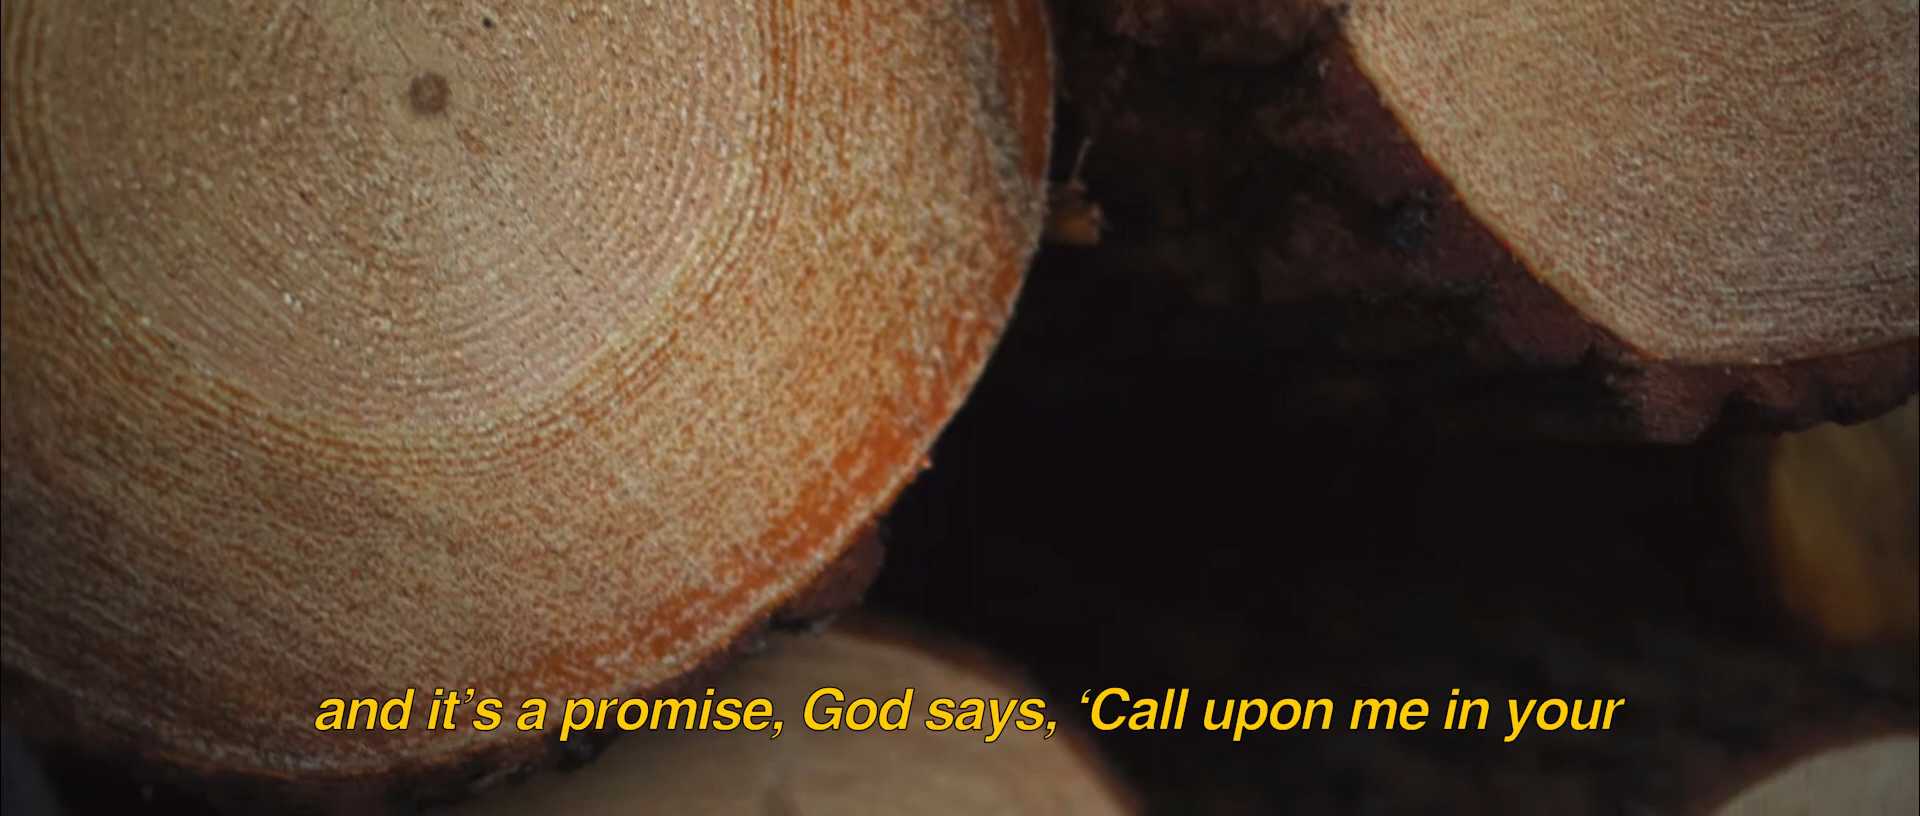 and it’s a promise, God says, ‘Call upon me in your